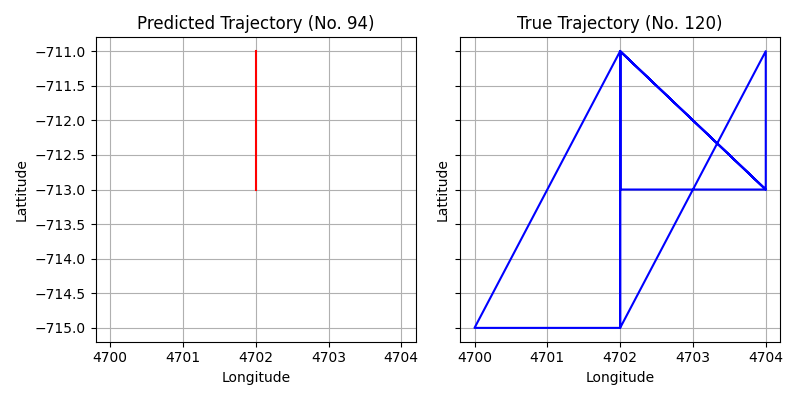 Predicted Trajectory (No. 94)
True Trajectory (No. 120)
−711.0
−711.5
−712.0
−712.5
−713.0
−713.5
−714.0
−714.5
−715.0
Lattitude
Lattitude
4700 4701 4702 4703 4704
4700 4701 4702 4703 4704
Longitude
Longitude